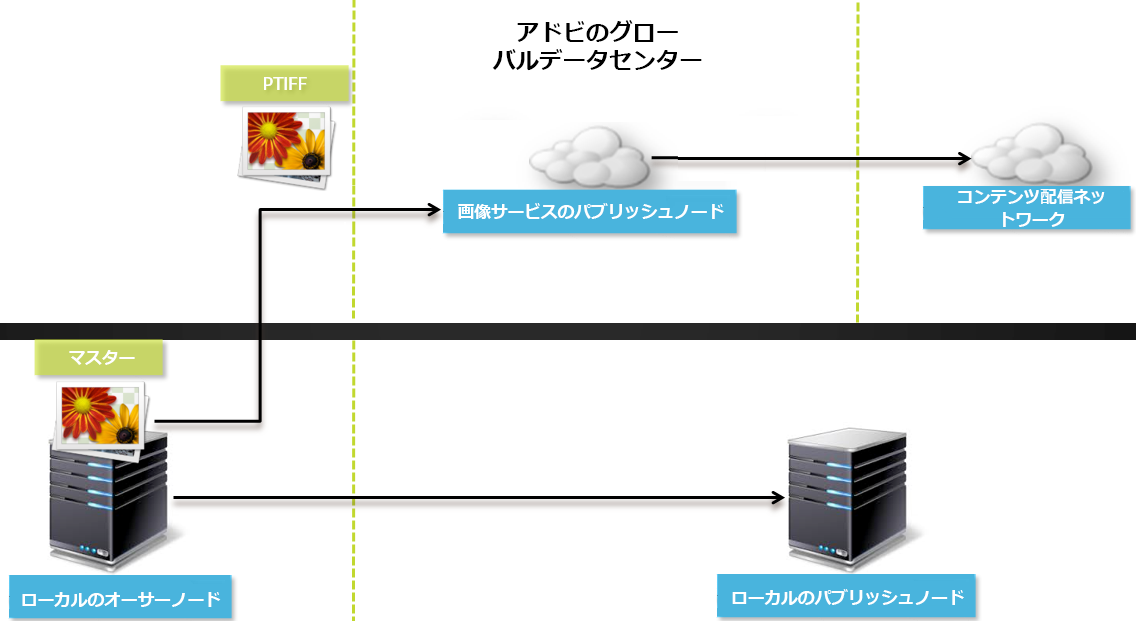 アドビのグロー
バルデータセンター
PTIFF
画像サービスのパブリッシュノード
コンテンツ配信ネッ
トワーク
マスター
ローカルのオーサーノード
ローカルのパブリッシュノード